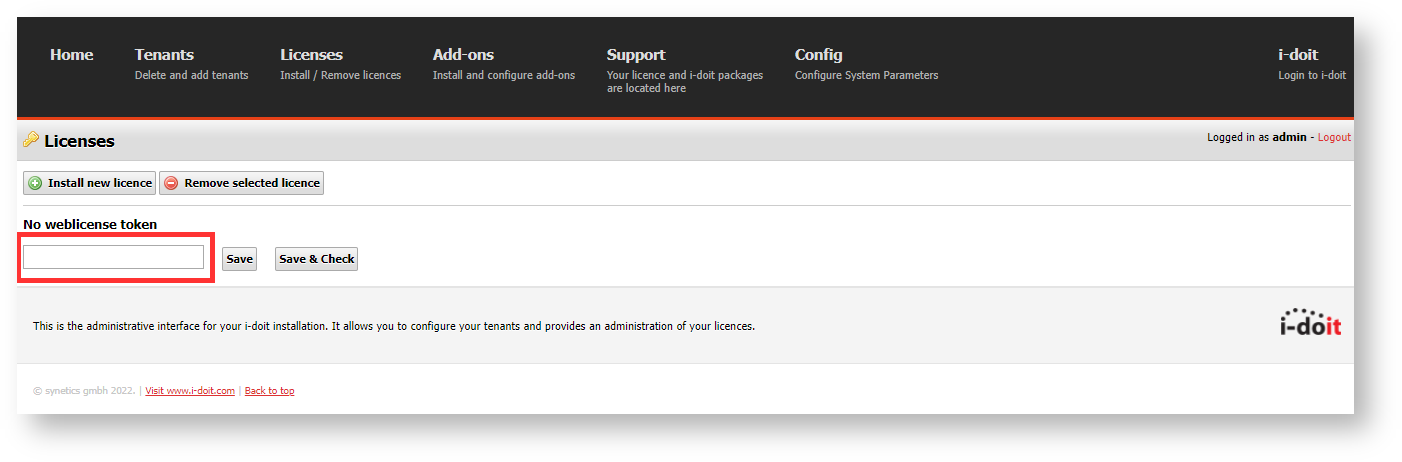 Home
Tenants
Delete and add tenants
Licenses
Install / Remove licences
Add-ons
Install and configure add-ons
Support
Your licence and i-doit packages
are located here
Config
Configure System Parameters
i-doit
Login to i-doit
Licenses
Logged in as admin - Logout
Install new licence
Remove selected licence
No weblicense token
Save
Save & Check
This is the administrative interface for your i-doit installation. It allows you to configure your tenants and provides an administration of your licences.
i-doit
© synetics gmbh 2022. | Visit www.i-doit.com | Back to top